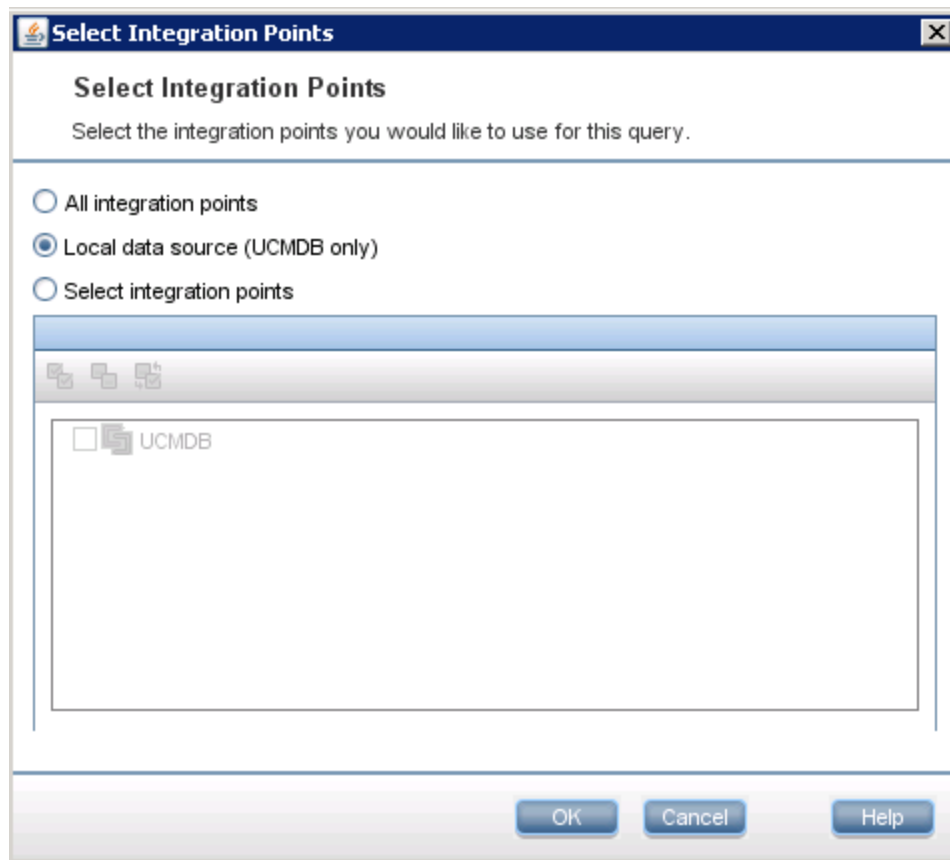 Select Integration Points
Select Integration Points
Select the integration points you would like to use for this query.
All integration points
Local data source (UCMDB only)
Select integration points
UCMDB
OK Cancel Help